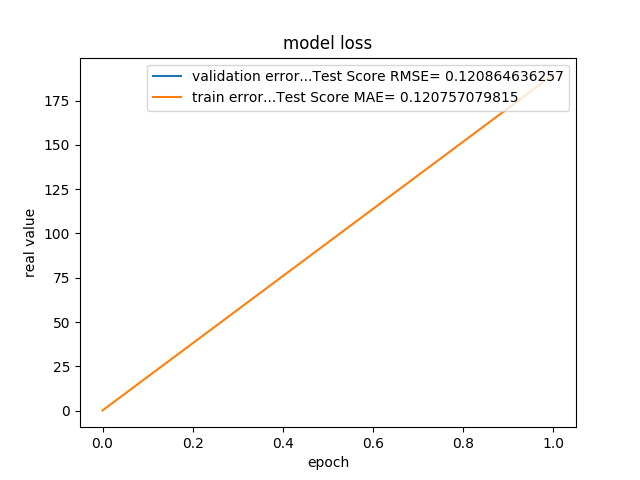 model loss
validation error...Test Score RMSE= 0.120864636257
train error...Test Score MAE= 0.120757079815
175
150
125
100
75
50
25
0
real value
0.0 0.2 0.4 0.6 0.8 1.0
epoch